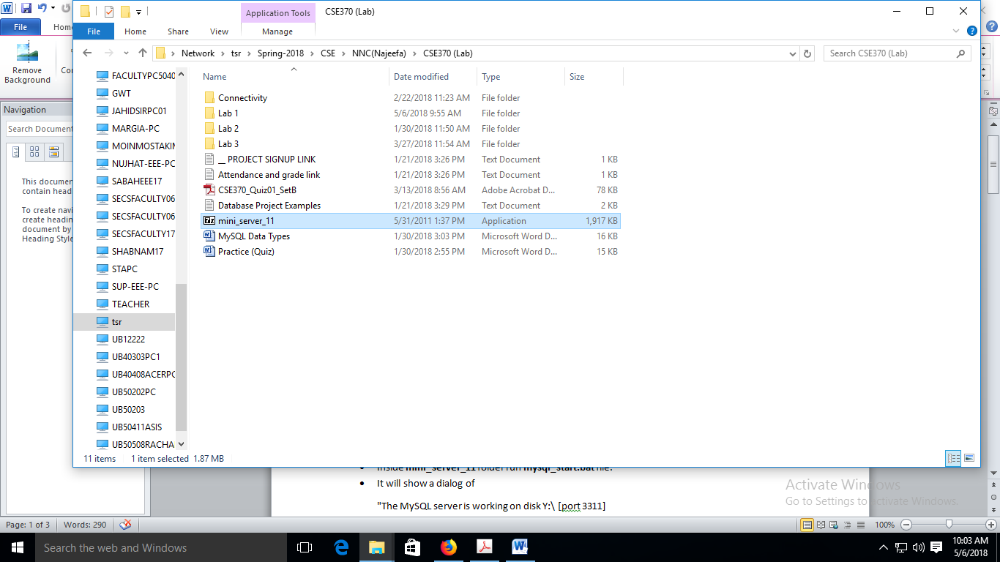 CSE370 (Lab)
Application Tools
File
Home
Share
View
Manage
File
Hom
Remove
Background
Co
Network
tsr
Spring-2018
CSE
NNC(Najeefa)
CSE370 (Lab)
Search CSE370 (Lab)
Navigation
Search Document
This documen
contain head
To create navi
create headin
document by
Heading Style
FACULTYPC5040
GWT
JAHIDSIRPC01
MARGIA-PC
MOINMOSTAKIN
NUJHAT-EEE-PC
SABAHEEE17
SECSFACULTY06
SECSFACULTY06
SECSFACULTY17
SHABNAM17
STAPC
SUP-EEE-PC
TEACHER
tsr
UB12222
UB40303PC1
UB40408ACERPC
UB50202PC
UB50203
UB50411ASIS
UB50508RACHA
Name Date modified Type Size
Connectivity 2/22/2018 11:23 AM File folder
Lab 1 5/6/2018 9:55 AM File folder
Lab 2 1/30/2018 11:50 AM File folder
Lab 3 3/27/2018 11:54 AM File folder
__ PROJECT SIGNUP LINK 1/21/2018 3:26 PM Text Document 1 KB
Attendance and grade link 1/21/2018 3:26 PM Text Document 1 KB
CSE370_Quiz01_SetB 3/13/2018 8:56 AM Adobe Acrobat D... 78 KB
Database Project Examples 1/21/2018 3:29 PM Text Document 2 KB
mini_server_11 5/31/2011 1:37 PM Application 1,917 KB
MySQL Data Types 1/30/2018 3:03 PM Microsoft Word D... 16 KB
Practice (Quiz) 1/30/2018 2:55 PM Microsoft Word D... 15 KB
11 items 1 item selected 1.87 MB
• Inside mini_server_11 folder run mysql_start.bat file.
• It will show a dialog of
"The MySQL server is working on disk Y:\ [port 3311]
Activate Windows
Go to Settings to activate Windows.
Page: 1 of 3 Words: 290
100%
Search the web and Windows
10:03 AM
5/6/2018